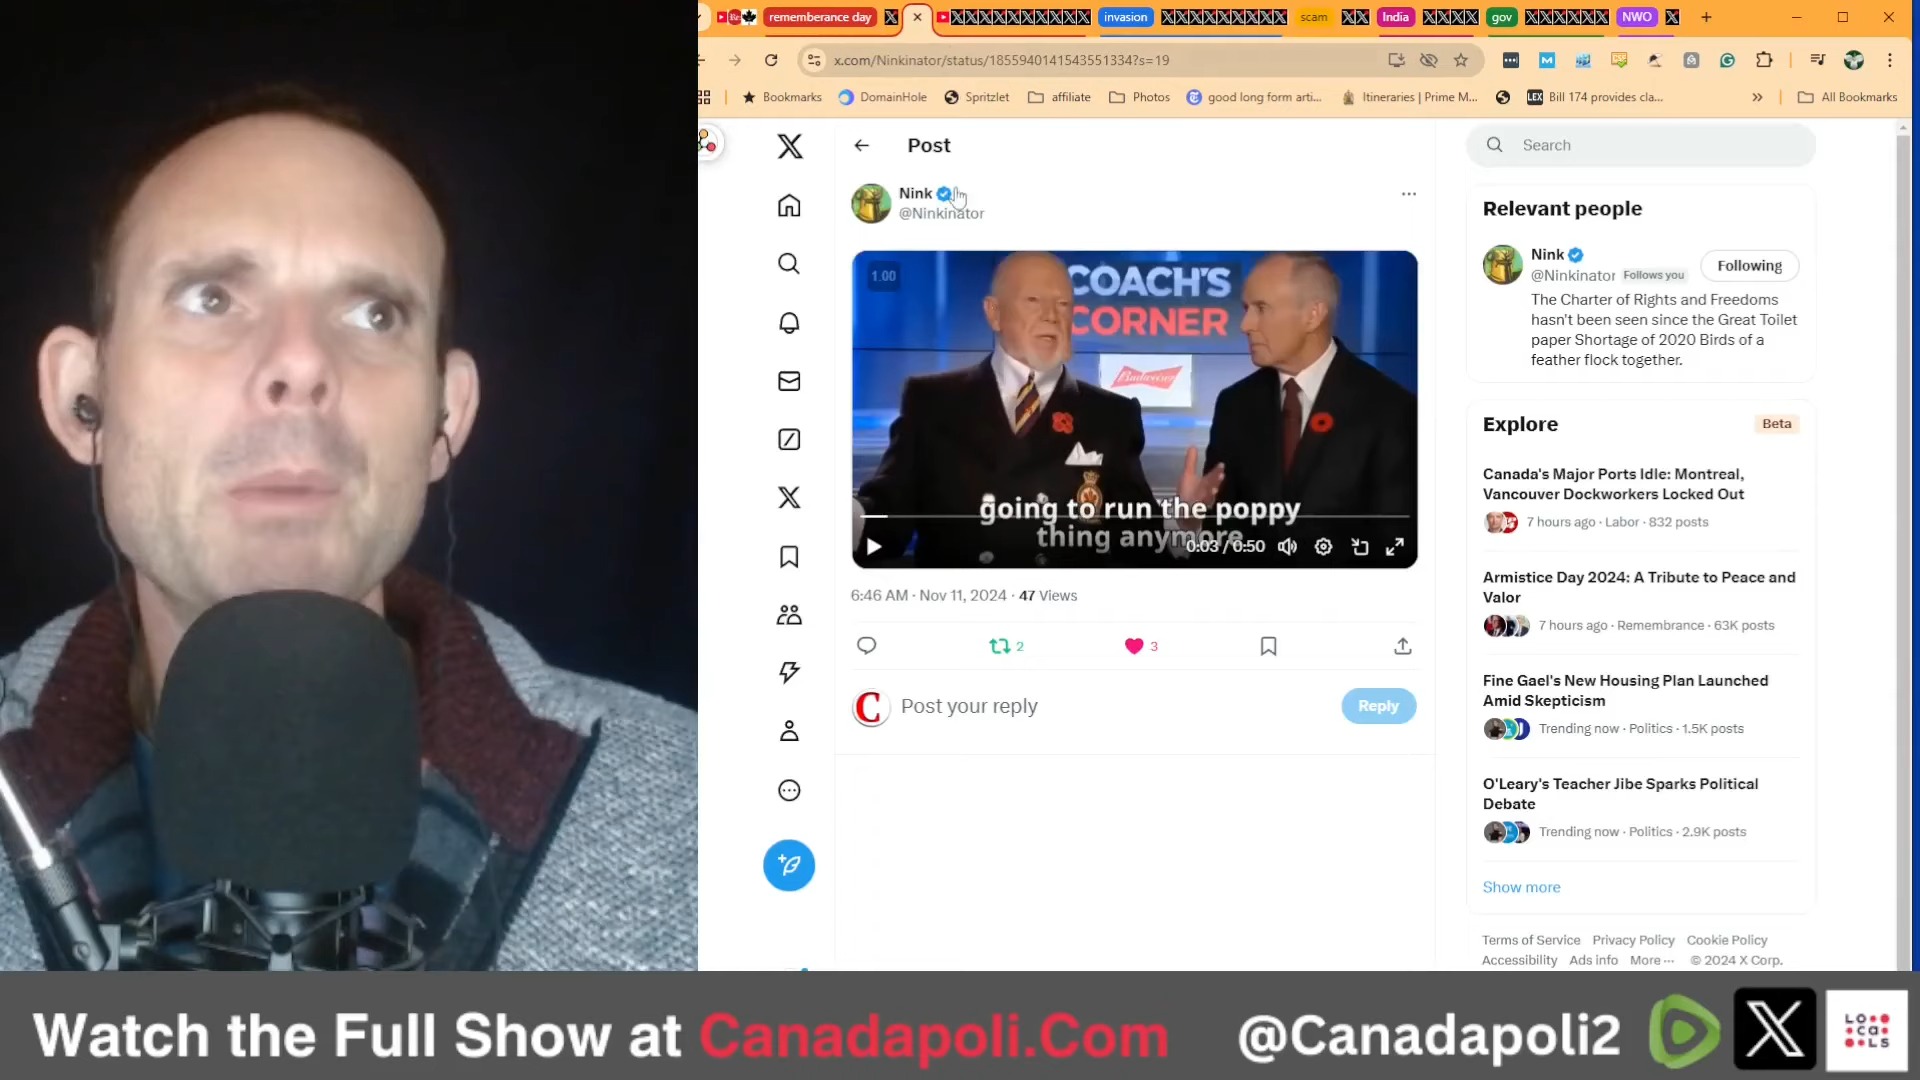 rememberance day
invasion
scam
India
gov
NWO
x.com/Ninkinator/status/1855940141543551334?s=19
Bookmarks
DomainHole
Spritzlet
affiliate
Photos
good long form arti...
Itineraries | Prime M...
LEX
Bill 174 provides cla...
All Bookmarks
Post
Search
Nink
@Ninkinator
1.00
COACH'S
CORNER
Budweiser
going to run the poppy
thing anymore
0:03 / 0:50
6:46 AM · Nov 11, 2024 · 47 Views
2
3
C
Post your reply
Reply
Relevant people
Nink
@Ninkinator Follows you
Following
The Charter of Rights and Freedoms
hasn't been seen since the Great Toilet
paper Shortage of 2020 Birds of a
feather flock together.
Explore
Beta
Canada's Major Ports Idle: Montreal,
Vancouver Dockworkers Locked Out
7 hours ago · Labor · 832 posts
Armistice Day 2024: A Tribute to Peace and
Valor
7 hours ago · Remembrance · 63K posts
Fine Gael's New Housing Plan Launched
Amid Skepticism
Trending now · Politics · 1.5K posts
O'Leary's Teacher Jibe Sparks Political
Debate
Trending now · Politics · 2.9K posts
Show more
Terms of Service Privacy Policy Cookie Policy
Accessibility Ads info More ··· © 2024 X Corp.
Watch the Full Show at Canadapoli.Com
@Canadapoli2
LO
ca
LS